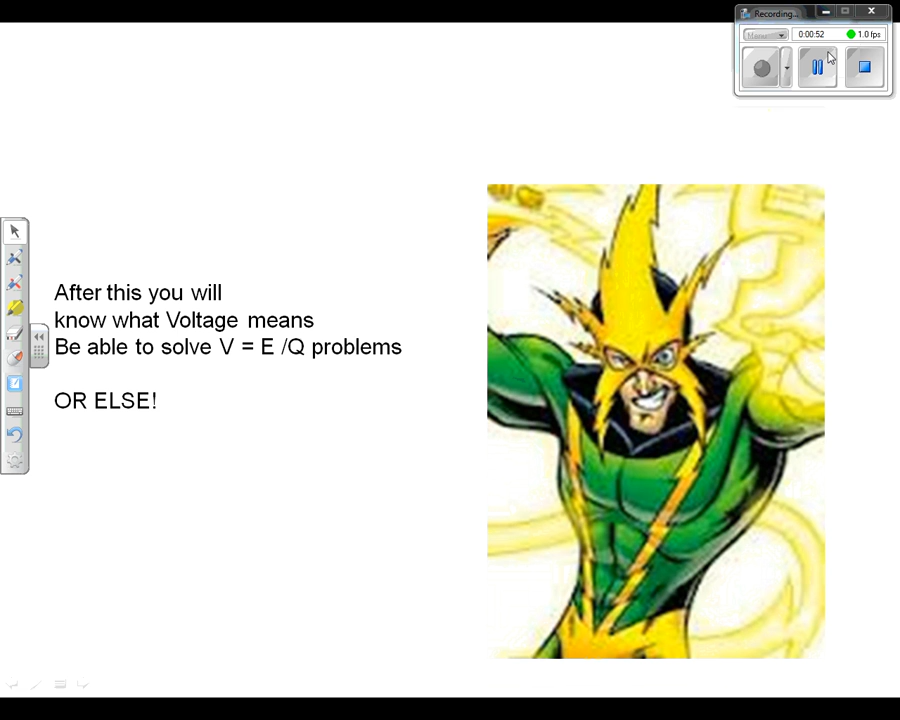 Recording...
Menu
0:00:52
1.0 fps
After this you will
know what Voltage means
Be able to solve V = E /Q problems
OR ELSE!